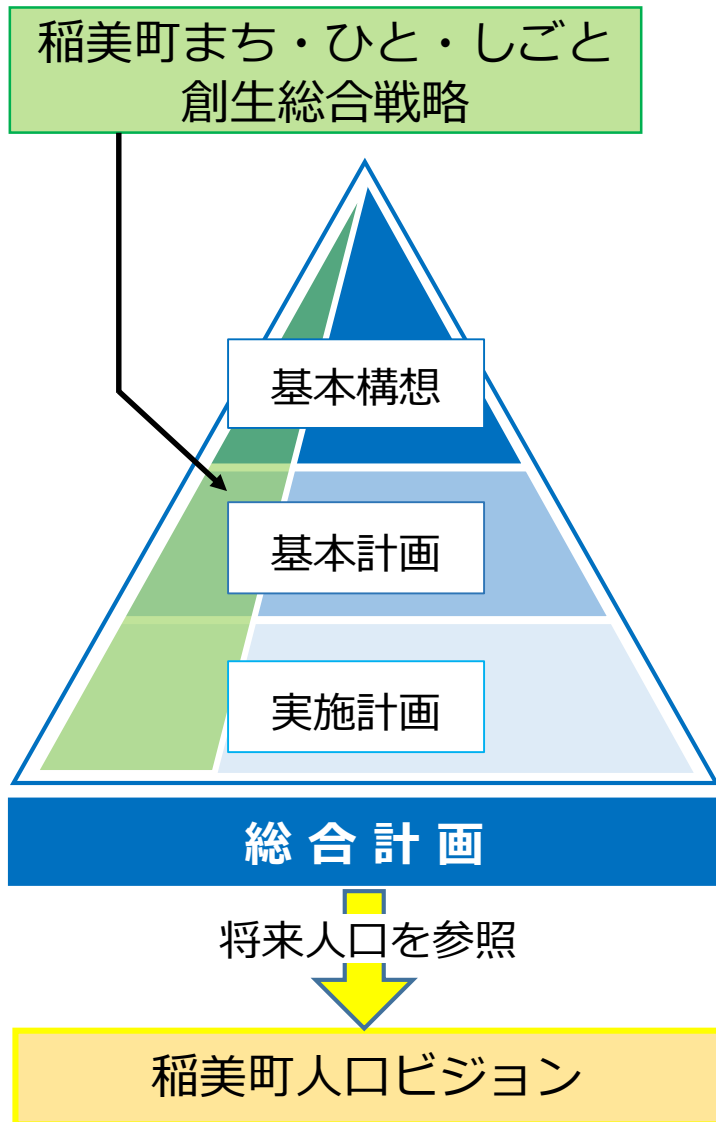 稲美町まち・ひと・しごと
創生総合戦略
基本構想
基本計画
実施計画
総合計画
将来人口を参照
稲美町人口ビジョン